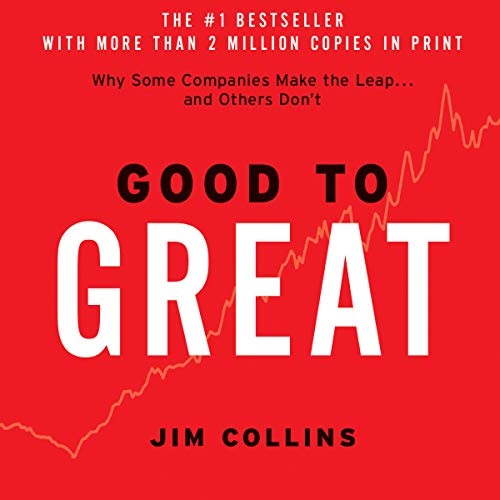 THE #1 BESTSELLER
WITH MORE THAN 2 MILLION COPIES IN PRINT
Why Some Companies Make the Leap...
and Others Don't
GOOD TO
GREAT
JIM COLLINS